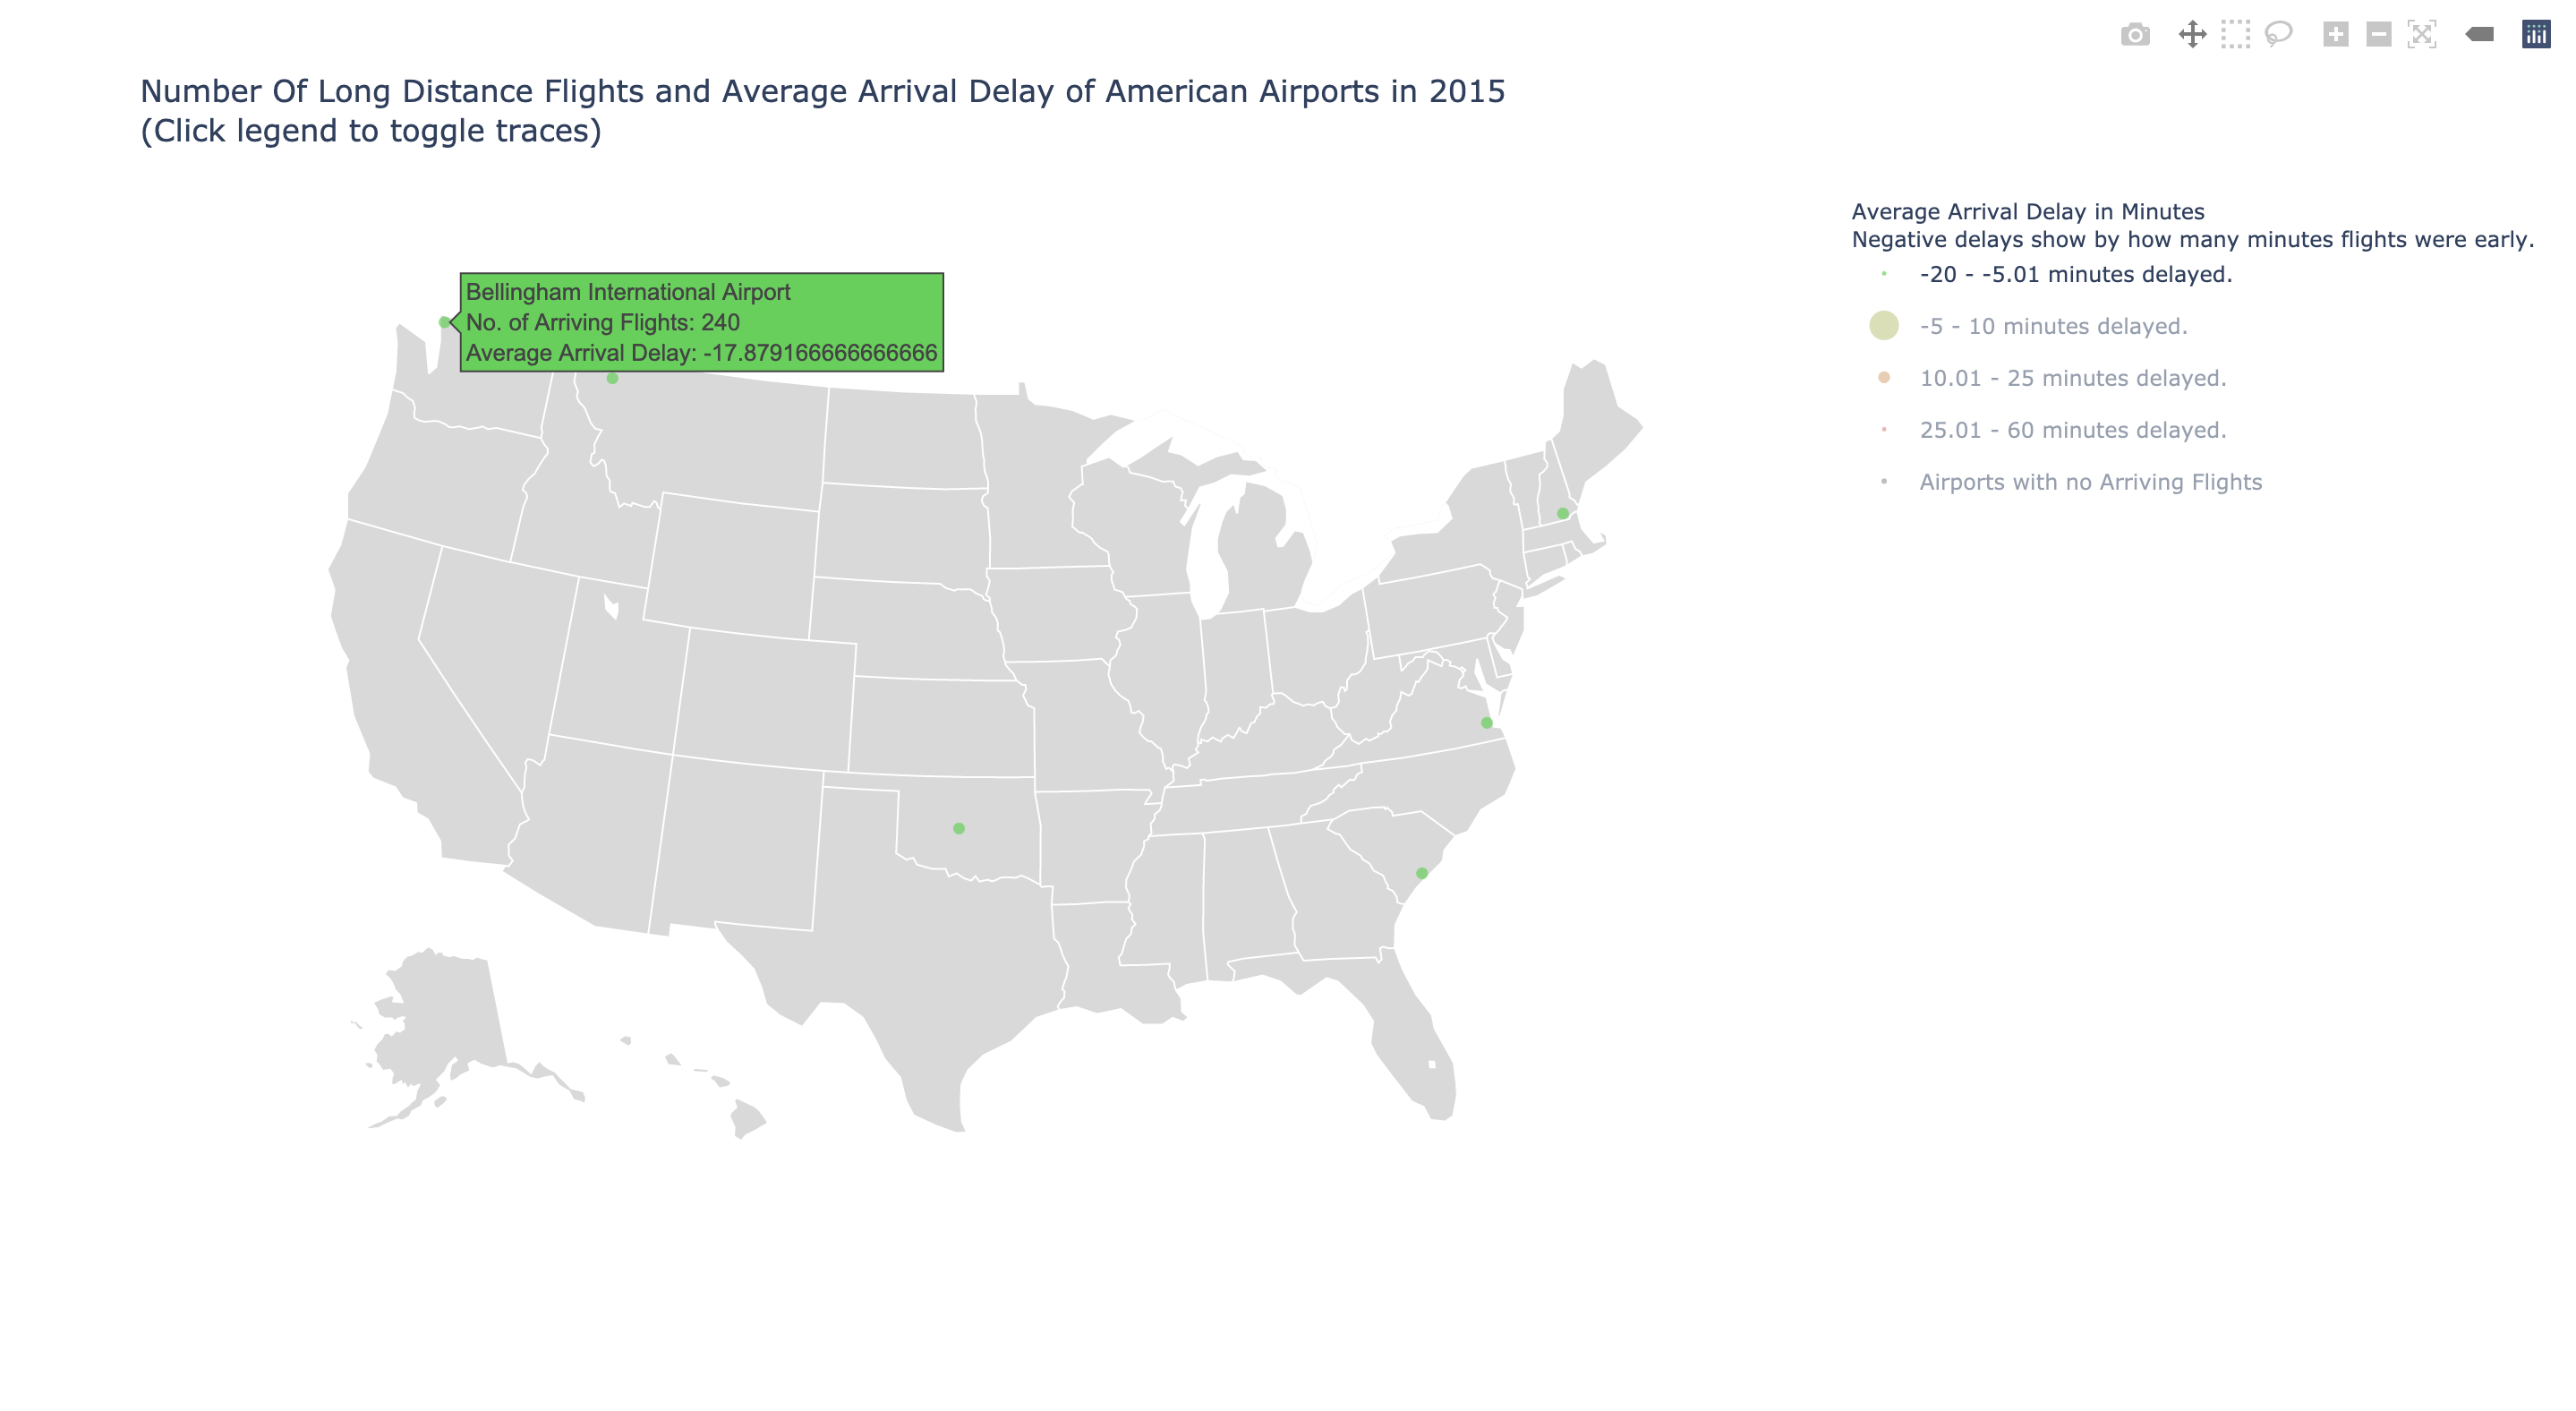 Number Of Long Distance Flights and Average Arrival Delay of American Airports in 2015
(Click legend to toggle traces)
Average Arrival Delay in Minutes
Negative delays show by how many minutes flights were early.
-20 - -5.01 minutes delayed.
-5 - 10 minutes delayed.
10.01 - 25 minutes delayed.
25.01 - 60 minutes delayed.
Airports with no Arriving Flights
Bellingham International Airport
No. of Arriving Flights: 240
Average Arrival Delay: -17.879166666666666